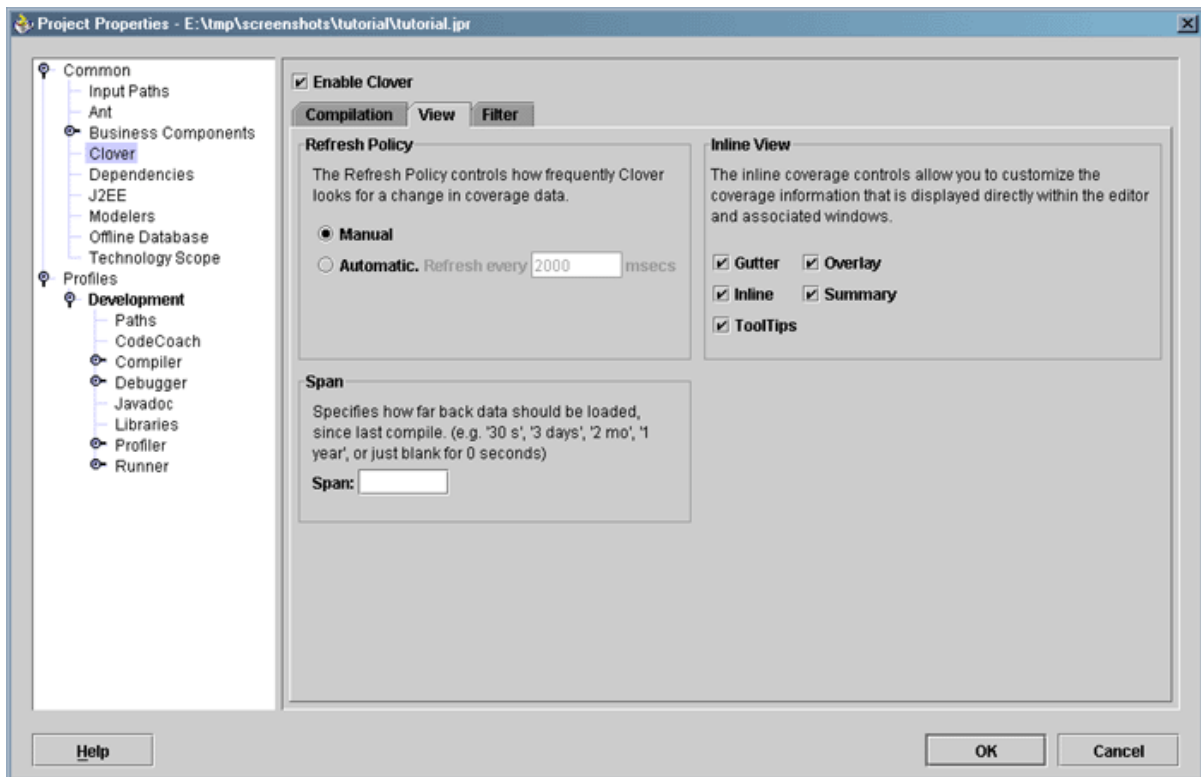 Project Properties - E:\tmp\screenshots\tutorial\tutorial.jpr
Common
Input Paths
Ant
Business Components
Clover
Dependencies
J2EE
Modelers
Offline Database
Technology Scope
Profiles
Development
Paths
CodeCoach
Compiler
Debugger
Javadoc
Libraries
Profiler
Runner
Enable Clover
Compilation View Filter
Refresh Policy
The Refresh Policy controls how frequently Clover
looks for a change in coverage data.
Manual
Automatic. Refresh every 2000 msecs
Inline View
The inline coverage controls allow you to customize the
coverage information that is displayed directly within the editor
and associated windows.
Gutter Overlay
Inline Summary
ToolTips
Span
Specifies how far back data should be loaded,
since last compile. (e.g. '30 s', '3 days', '2 mo', '1
year', or just blank for 0 seconds)
Span:
Help OK Cancel